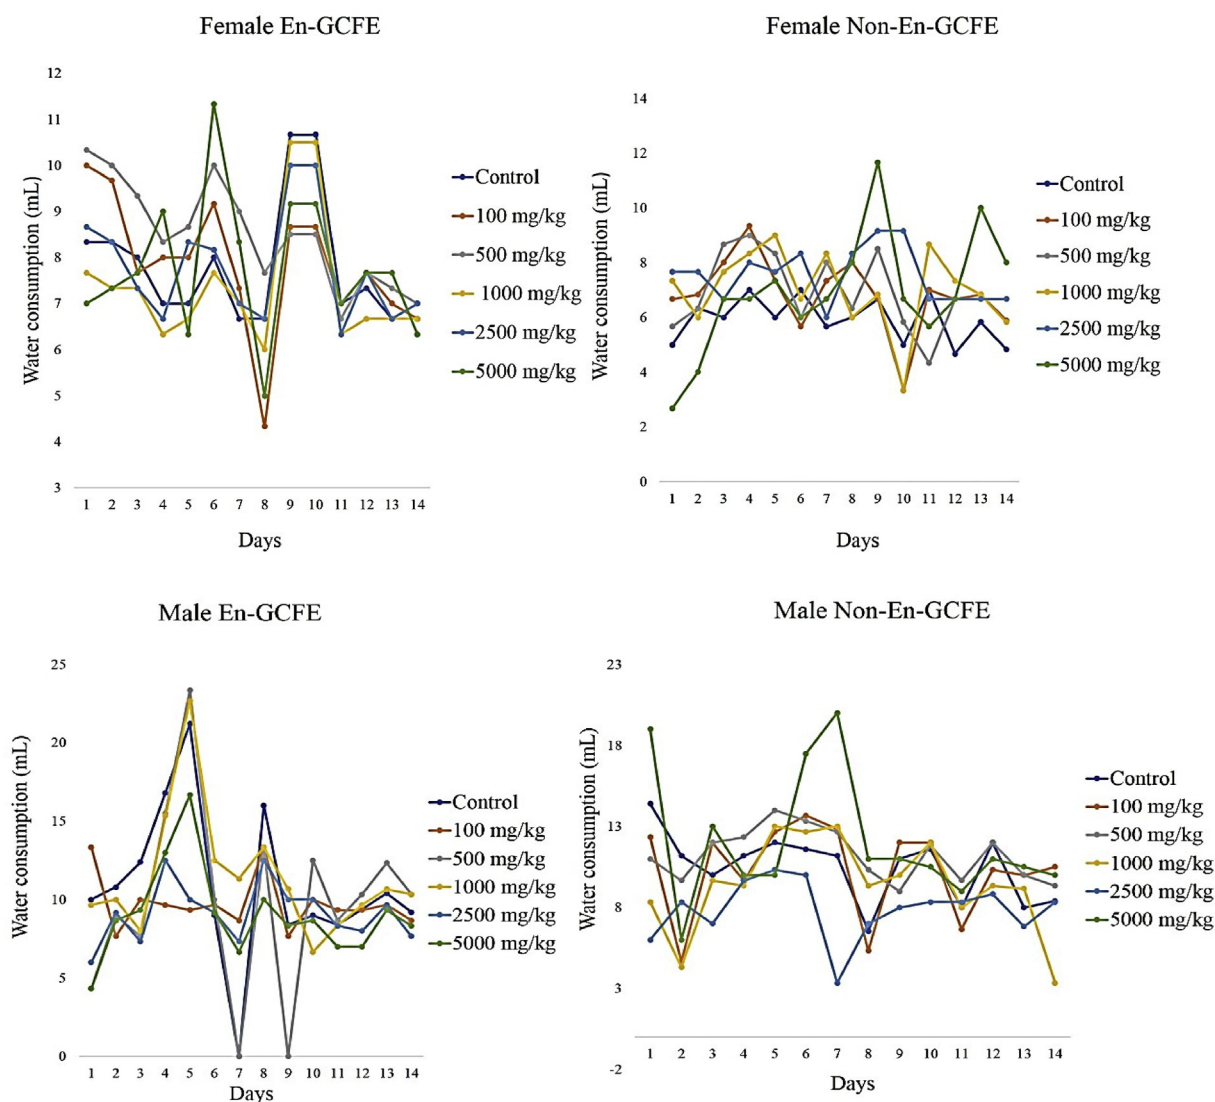 Female En-GCFE
Water consumption (mL)
12
11
10
9
8
7
6
5
4
3
1 2 3 4 5 6 7 8 9 10 11 12 13 14
Days
Control
100 mg/kg
500 mg/kg
1000 mg/kg
2500 mg/kg
5000 mg/kg
Female Non-En-GCFE
Water consumption (mL)
14
12
10
8
6
4
2
0
1 2 3 4 5 6 7 8 9 10 11 12 13 14
Days
Control
100 mg/kg
500 mg/kg
1000 mg/kg
2500 mg/kg
5000 mg/kg
Male En-GCFE
Water consumption (mL)
25
20
15
10
5
0
1 2 3 4 5 6 7 8 9 10 11 12 13 14
Days
Control
100 mg/kg
500 mg/kg
1000 mg/kg
2500 mg/kg
5000 mg/kg
Male Non-En-GCFE
Water consumption (mL)
23
18
13
8
3
-2
1 2 3 4 5 6 7 8 9 10 11 12 13 14
Days
Control
100 mg/kg
500 mg/kg
1000 mg/kg
2500 mg/kg
5000 mg/kg